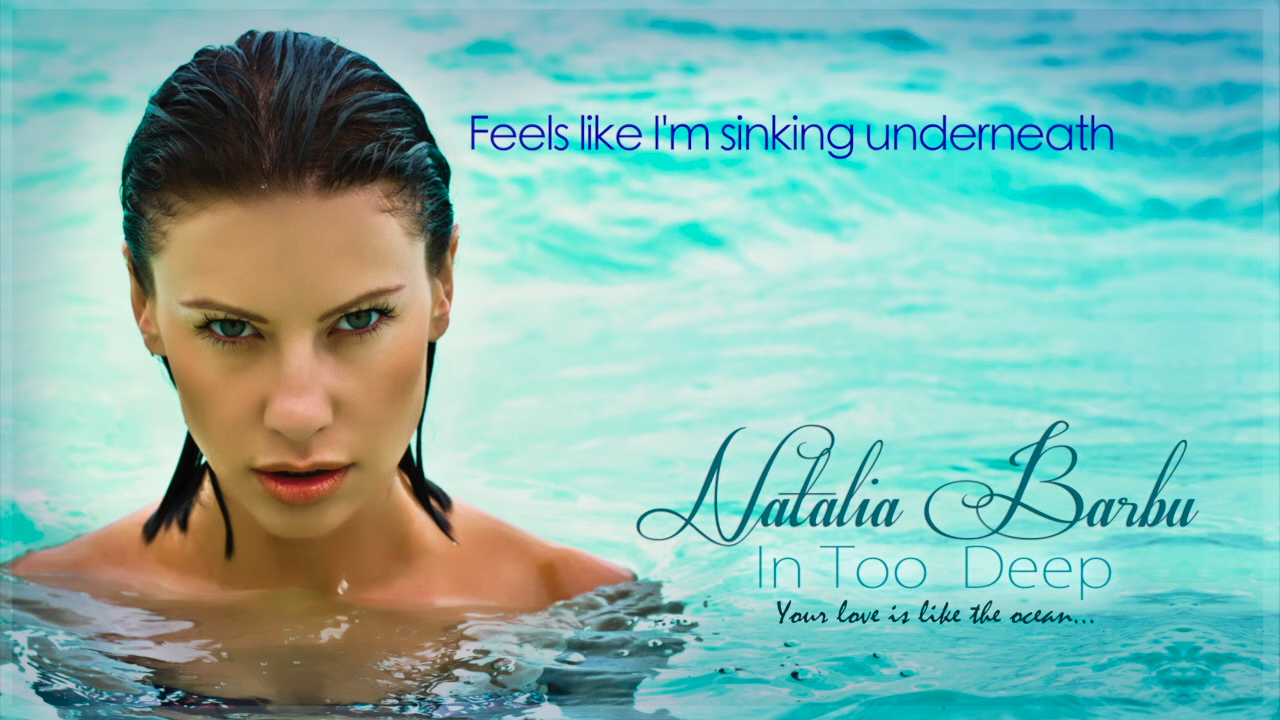 Feels like I'm sinking underneath
Natalia Barbu
In Too Deep
Your love is like the ocean...